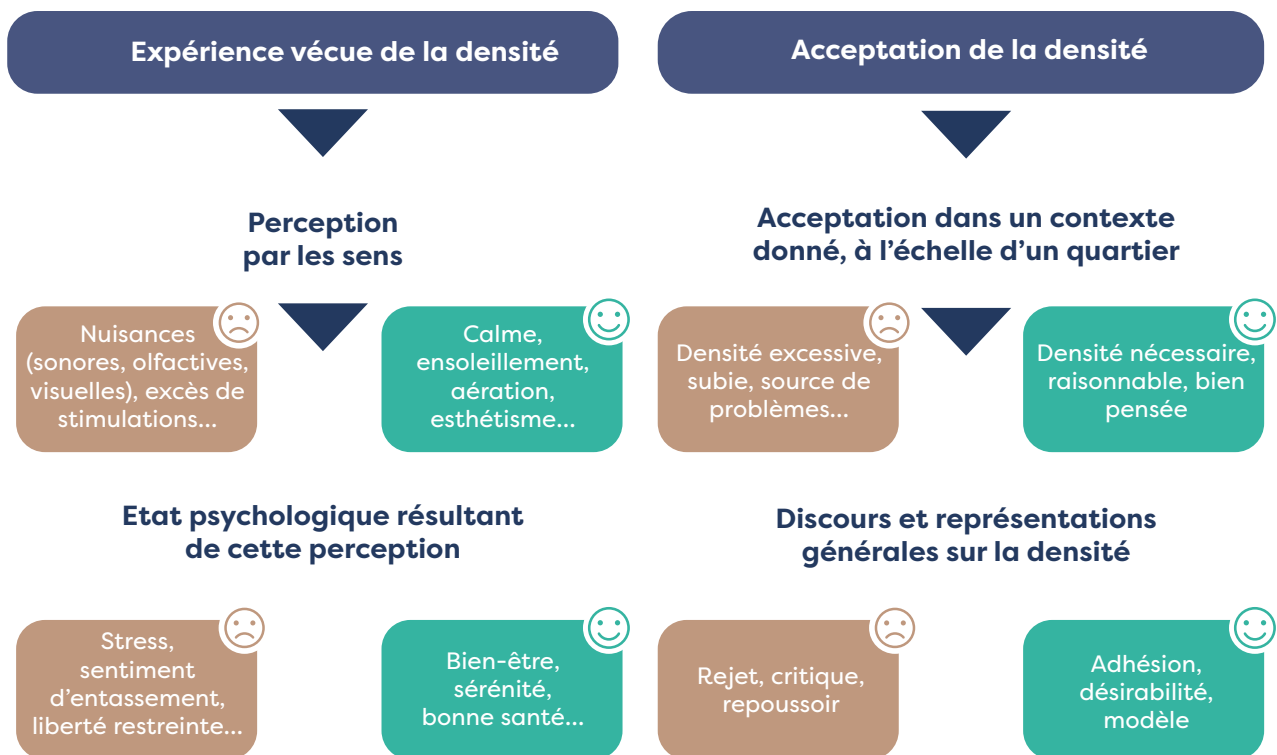 Expérience vécue de la densité
Perception
par les sens
Nuisances
(sonores, olfactives,
visuelles), excès de
stimulations...
Calme,
ensoleillement,
aération,
esthétisme...
Etat psychologique résultant
de cette perception
Stress,
sentiment
d’entassement,
liberté restreinte...
Bien-être,
sérénité,
bonne santé...
Acceptation de la densité
Acceptation dans un contexte
donné, à l’échelle d’un quartier
Densité excessive,
subie, source de
problèmes...
Densité nécessaire,
raisonnable, bien
pensée
Discours et représentations
générales sur la densité
Rejet, critique,
repoussoir
Adhésion,
désirabilité,
modèle